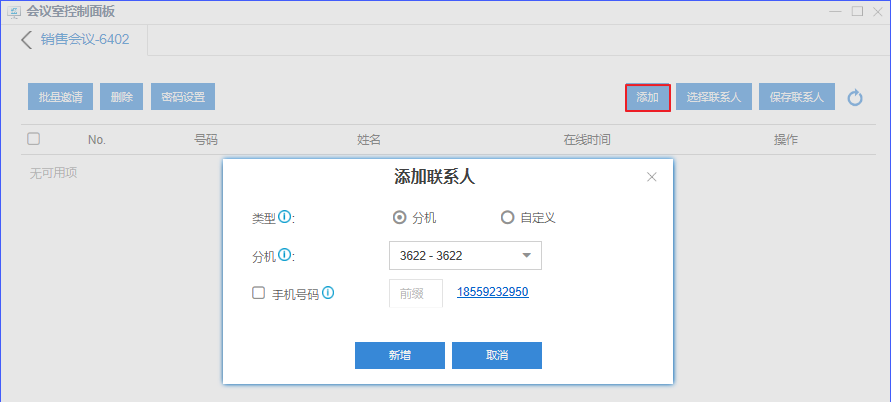 会议室控制面板
销售会议-6402
批量邀请 删除 密码设置 添加 选择联系人 保存联系人
No. 号码 姓名 在线时间 操作
无可用项
添加联系人
类型: 分机 自定义
分机: 3622 - 3622
手机号码 前缀 18559232950
新增 取消